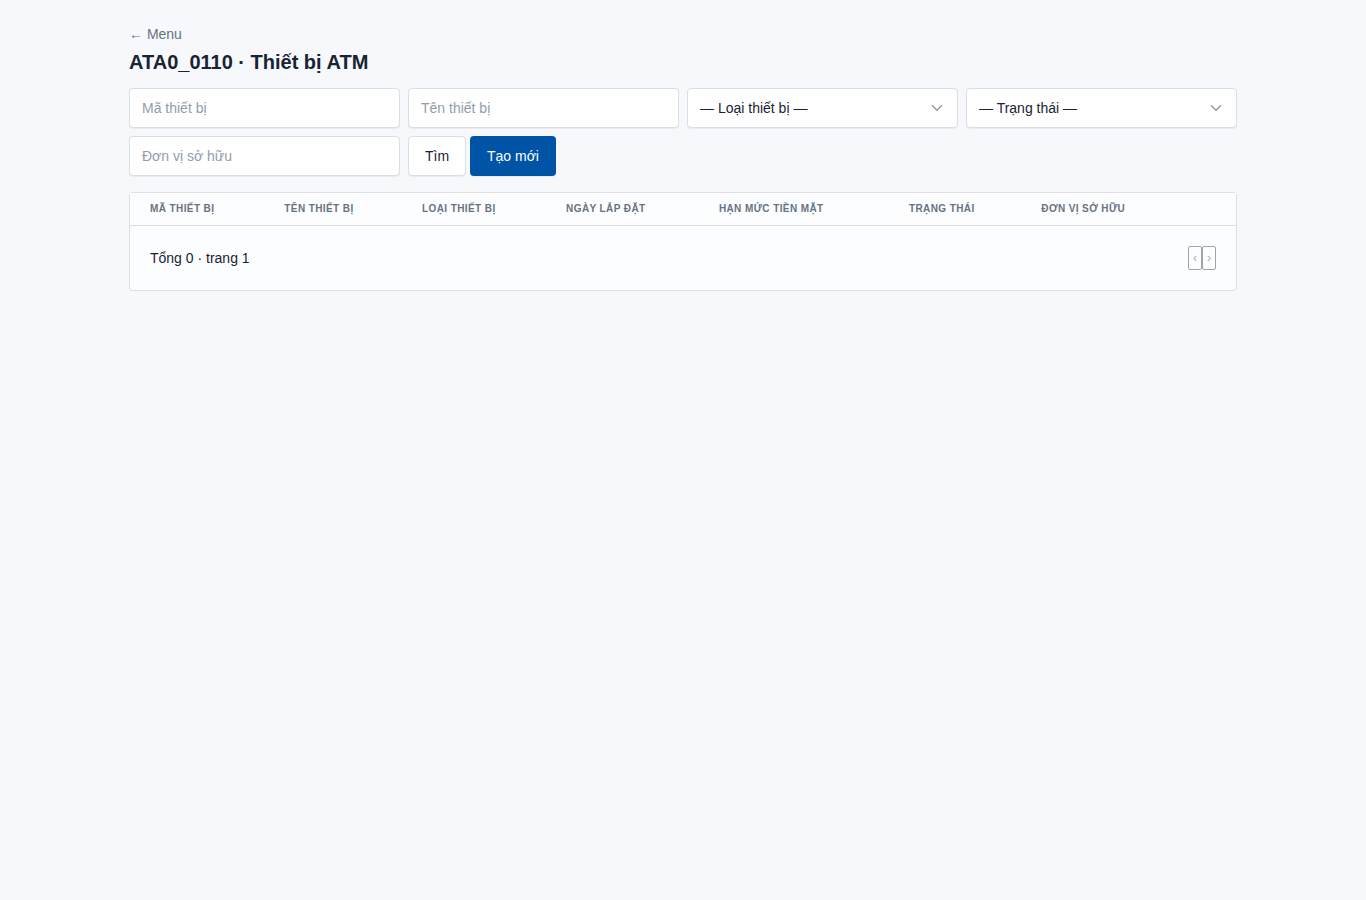 ← Menu
ATA0_0110 · Thiết bị ATM
Mã thiết bị
Tên thiết bị
— Loại thiết bị —
— Trạng thái —
Đơn vị sở hữu
Tìm
Tạo mới
MÃ THIẾT BỊ TÊN THIẾT BỊ LOẠI THIẾT BỊ NGÀY LẮP ĐẶT HẠN MỨC TIỀN MẶT TRẠNG THÁI ĐƠN VỊ SỞ HỮU
Tổng 0 · trang 1 ‹ ›